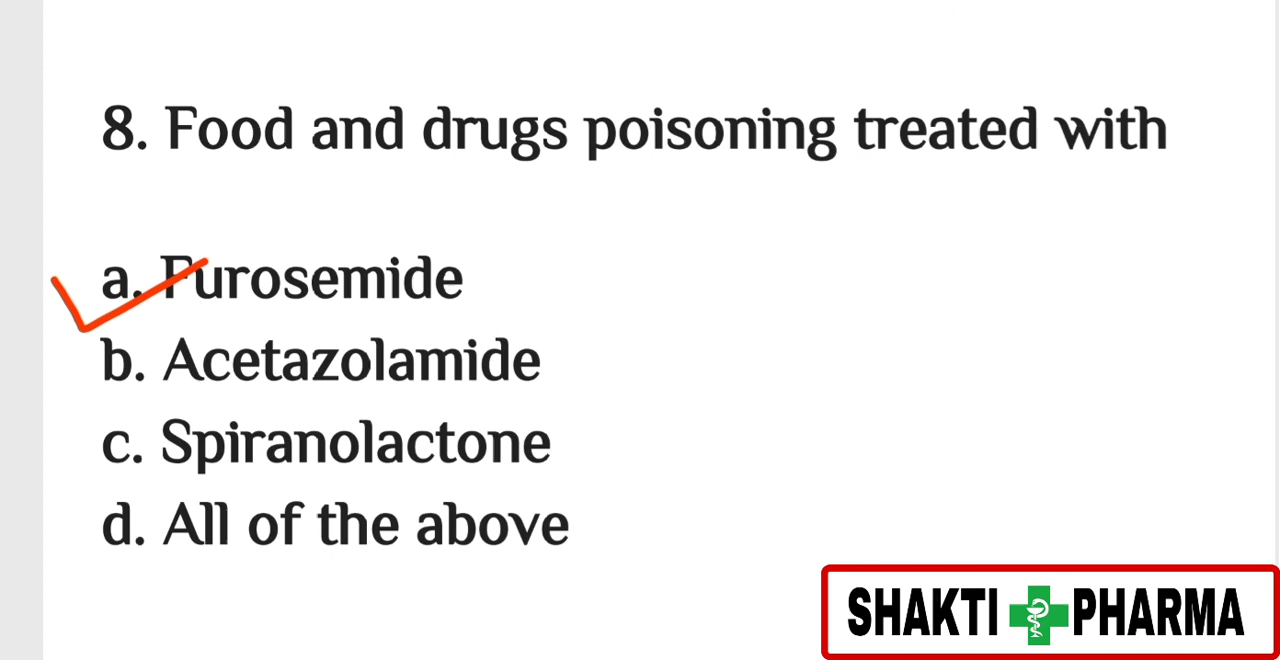 8. Food and drugs poisoning treated with
a. Furosemide
b. Acetazolamide
c. Spiranolactone
d. All of the above
SHAKTI PHARMA